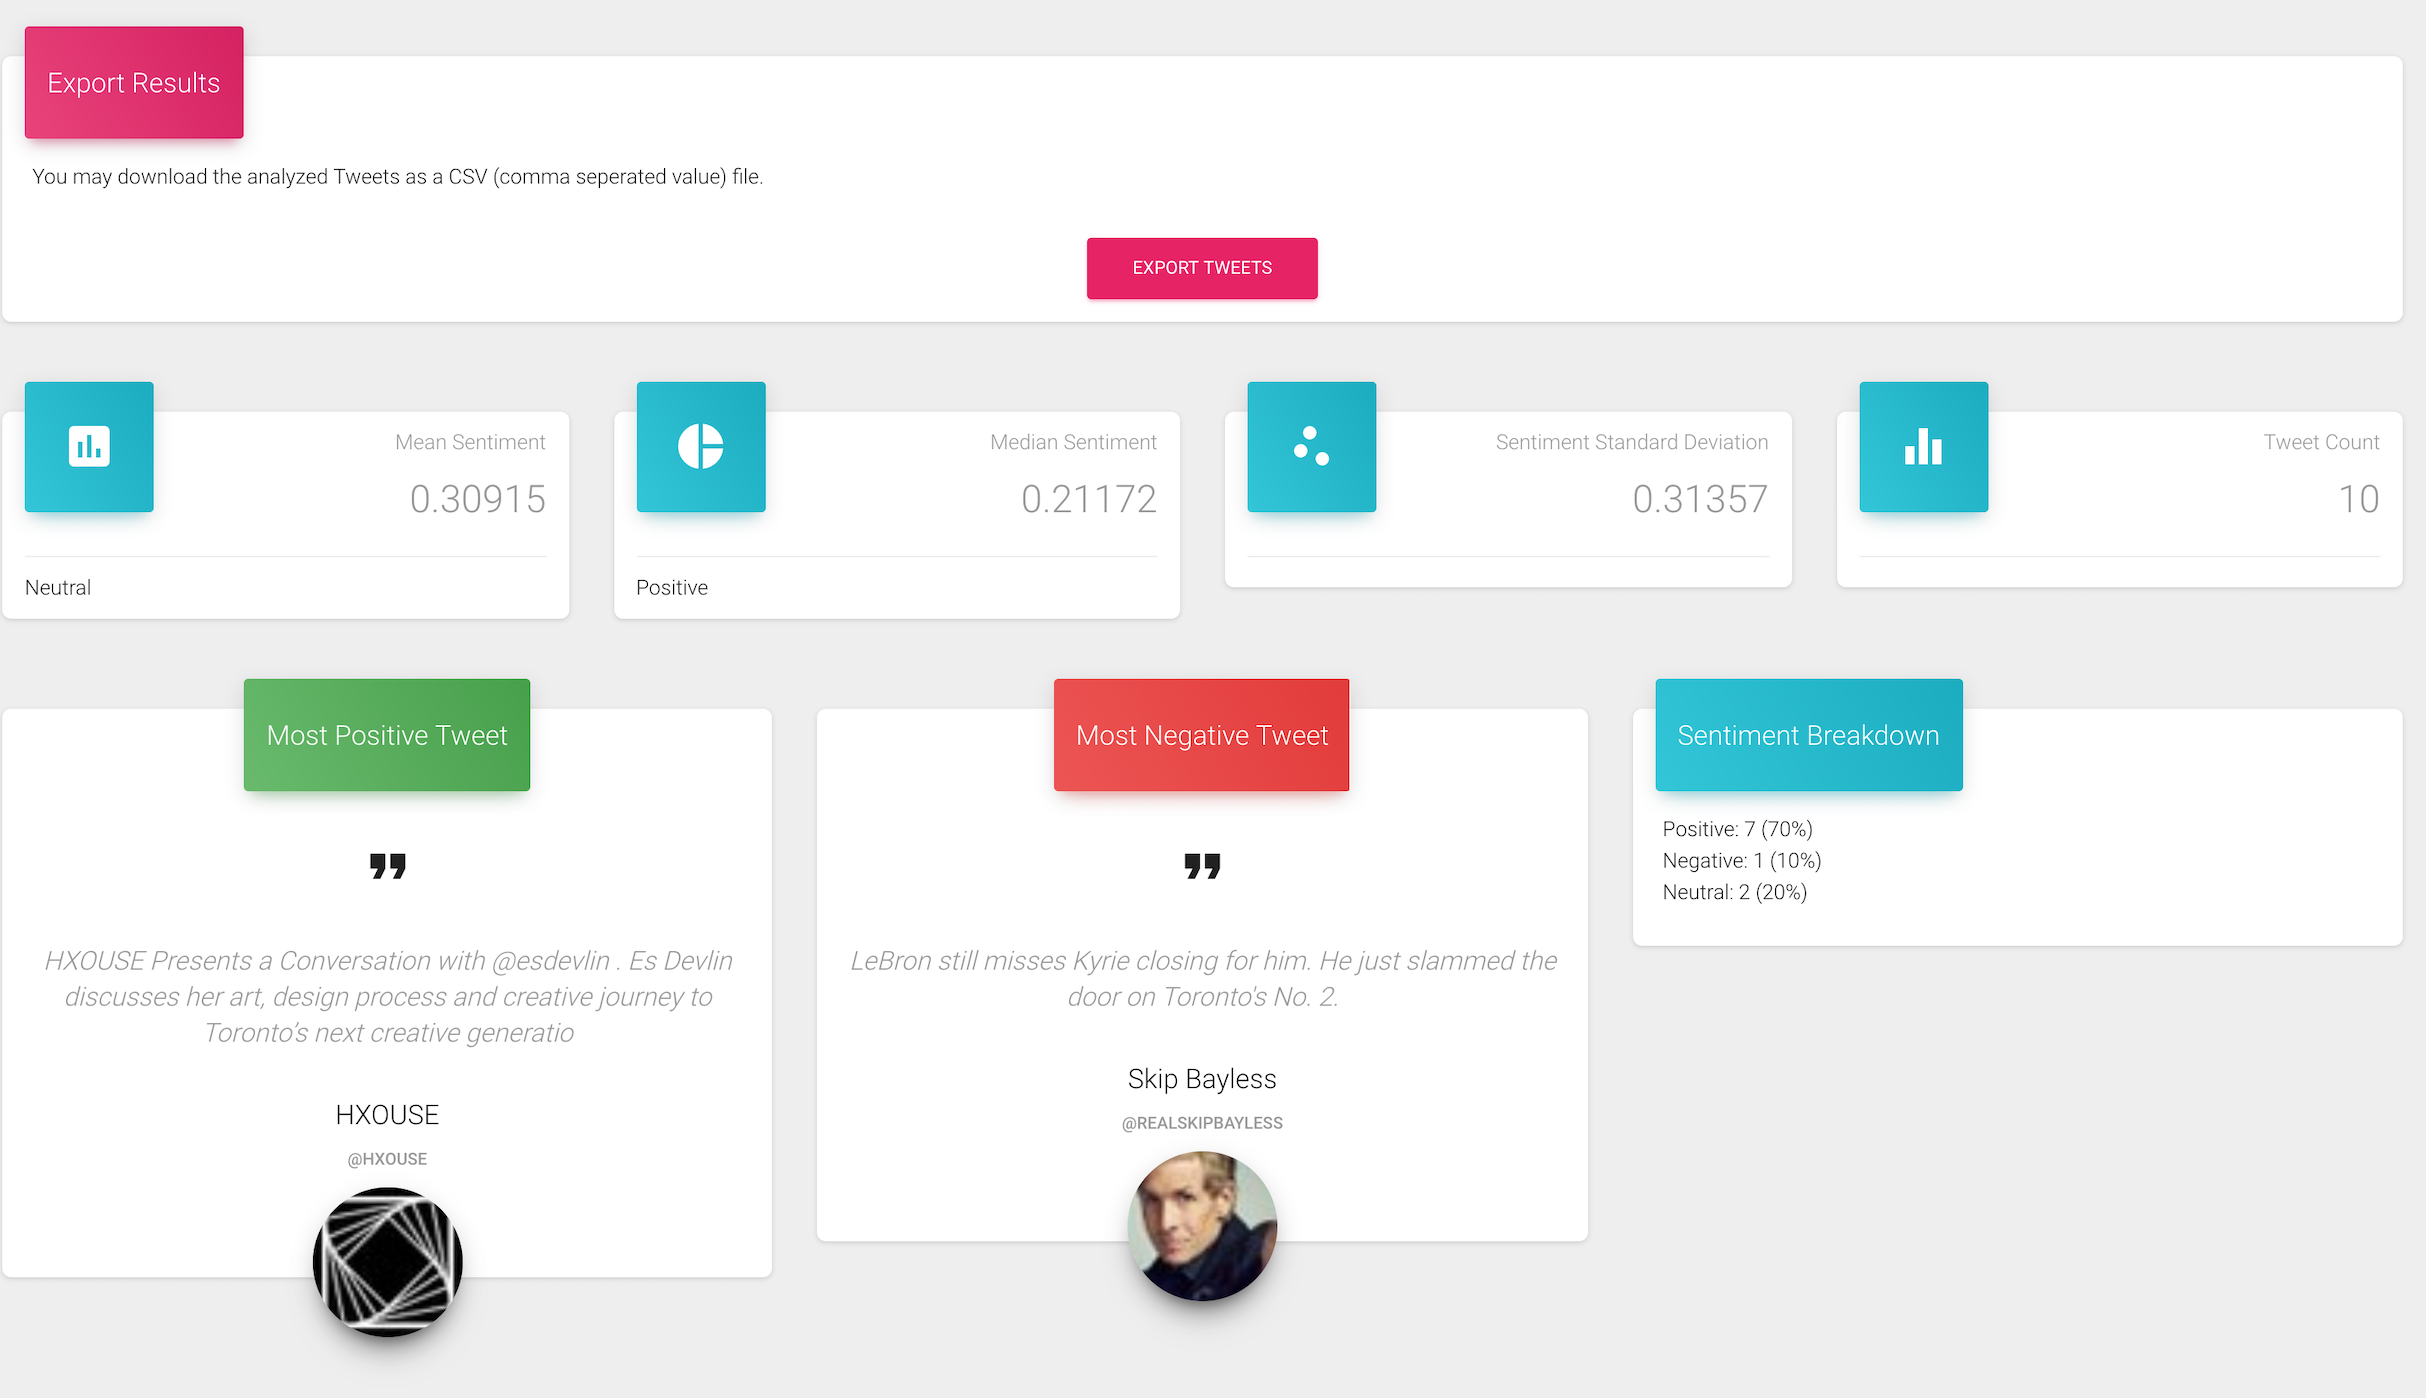 Export Results
You may download the analyzed Tweets as a CSV (comma seperated value) file.
EXPORT TWEETS
Mean Sentiment
0.30915
Neutral
Median Sentiment
0.21172
Positive
Sentiment Standard Deviation
0.31357
Tweet Count
10
Most Positive Tweet
HXOUSE Presents a Conversation with @esdevlin . Es Devlin
discusses her art, design process and creative journey to
Toronto’s next creative generatio
HXOUSE
@HXOUSE
Most Negative Tweet
LeBron still misses Kyrie closing for him. He just slammed the
door on Toronto's No. 2.
Skip Bayless
@REALSKIPBAYLESS
Sentiment Breakdown
Positive: 7 (70%)
Negative: 1 (10%)
Neutral: 2 (20%)